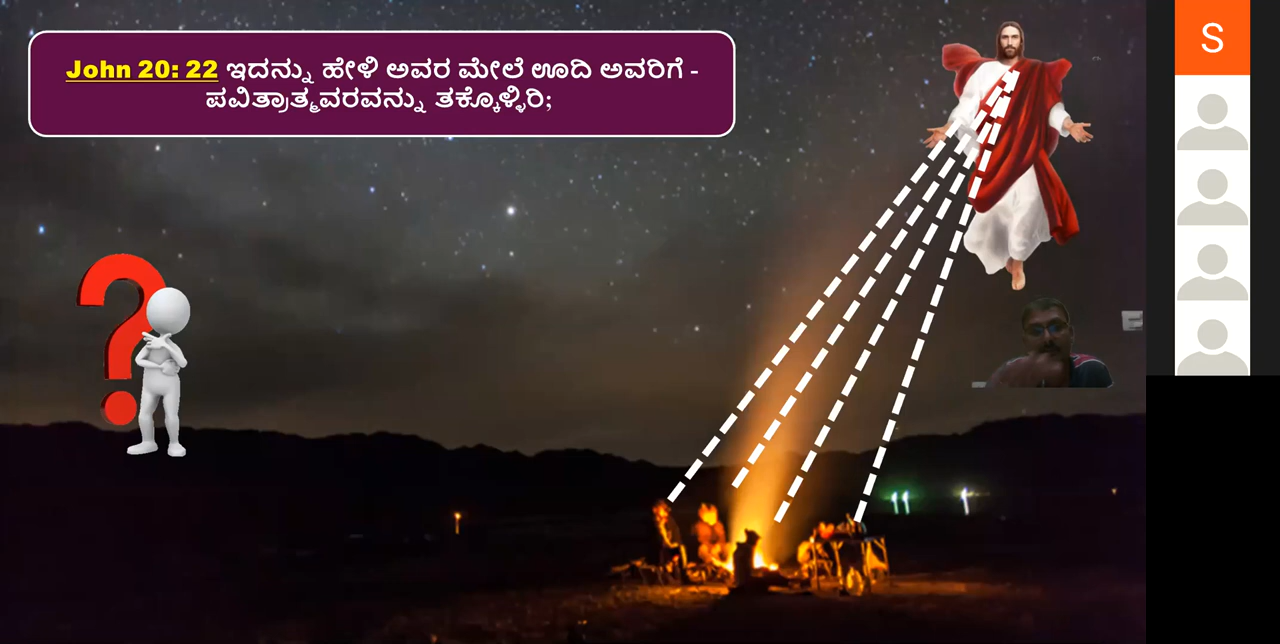 John 20: 22 ಇದನ್ನು ಹೇಳಿ ಅವರ ಮೇಲೆ ಊದಿ ಅವರಿಗೆ -
ಪವಿತ್ರಾತ್ಮವರವನ್ನು ತಕ್ಕೊಳ್ಳಿರಿ;
S